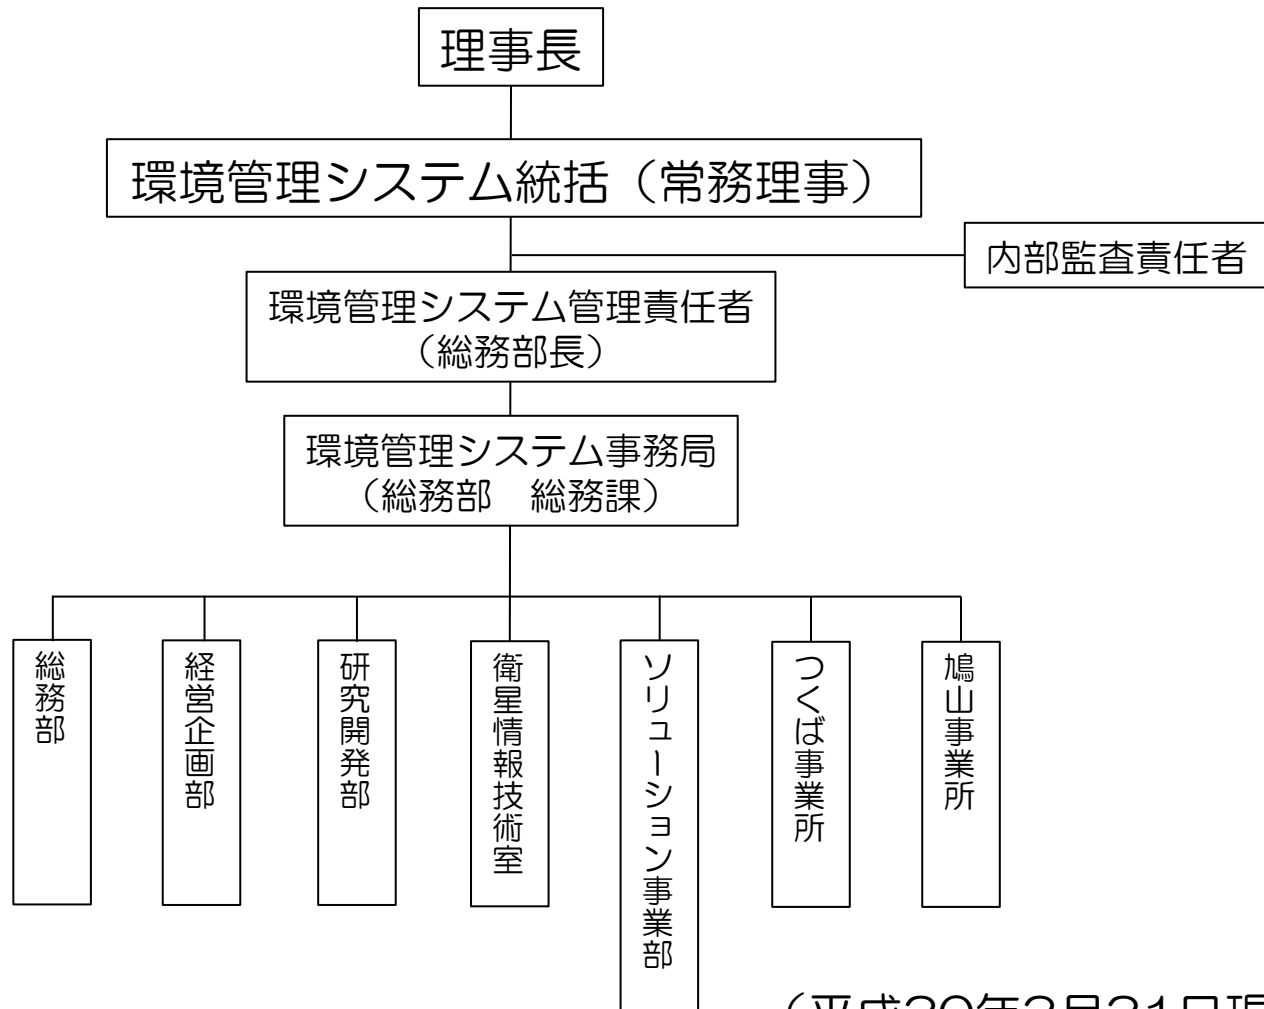 理事長
環境管理システム統括（常務理事）
内部監査責任者
環境管理システム管理責任者
（総務部長）
環境管理システム事務局
（総務部　総務課）
総務部
経営企画部
研究開発部
衛星情報技術室
ソリューション事業部
つくば事業所
鳩山事業所